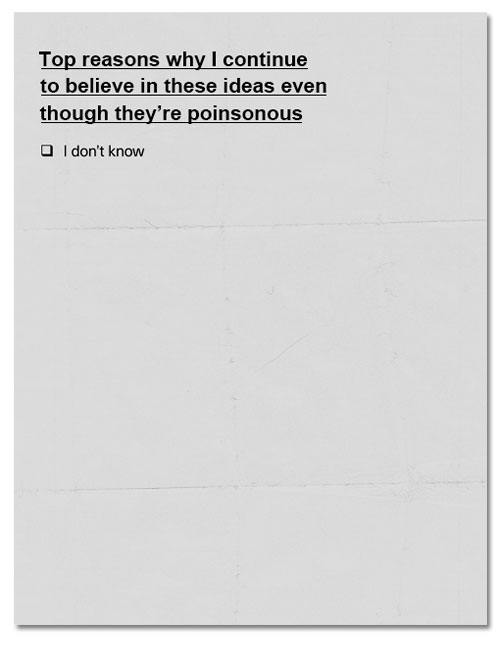 Top reasons why I continue
to believe in these ideas even
though they’re poinsonous
❑ I don’t know